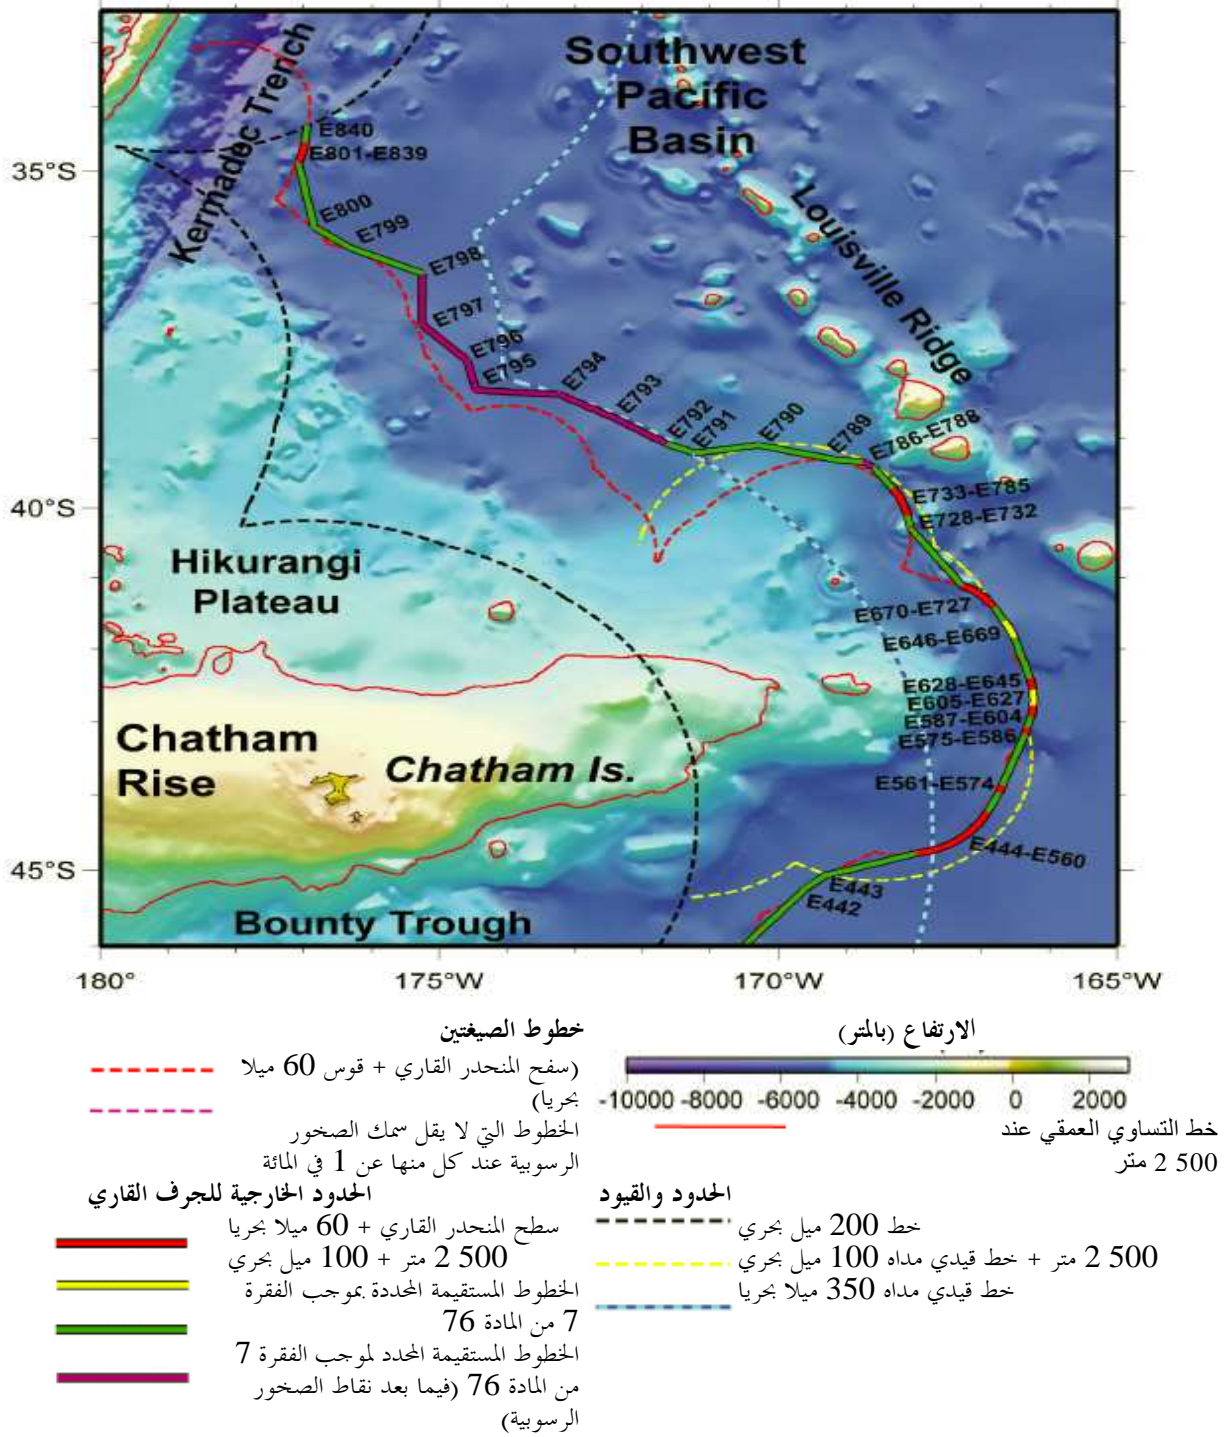 Southwest
Pacific
Basin
Kermadec Trench
Louisville Ridge
E840
E801-E839
E800
E799
E798
E797
E796
E795
E794
E793
E792
E791
E790
E789
E786-E788
E733-E785
E728-E732
E670-E727
E646-E669
E628-E645
E605-E627
E587-E604
E575-E586
E561-E574
E444-E560
E443
E442
35°S
40°S
45°S
Hikurangi
Plateau
Chatham
Rise
Chatham Is.
Bounty Trough
180°
175°W
170°W
165°W
الارتفاع (بالمتر)
-10000 -8000 -6000 -4000 -2000 0 2000
خط التساوي العمقي عند
2 500 متر
خطوط الصيغتين
(سفح المنحدر القاري + قوس 60 ميلا
بحريا)
الخطوط التي لا يقل سمك الصخور
الرسوبية عند كل منها عن 1 في المائة
الحدود والقيود
خط 200 ميل بحري
2 500 متر + خط قيدي مداه 100 ميل بحري
خط قيدي مداه 350 ميلا بحريا
الحدود الخارجية للجرف القاري
سطح المنحدر القاري + 60 ميلا بحريا
2 500 متر + 100 ميل بحري
الخطوط المستقيمة المحددة بموجب الفقرة
7 من المادة 76
الخطوط المستقيمة المحدد لموجب الفقرة 7
من المادة 76 (فيما بعد نقاط الصخور
الرسوبية)